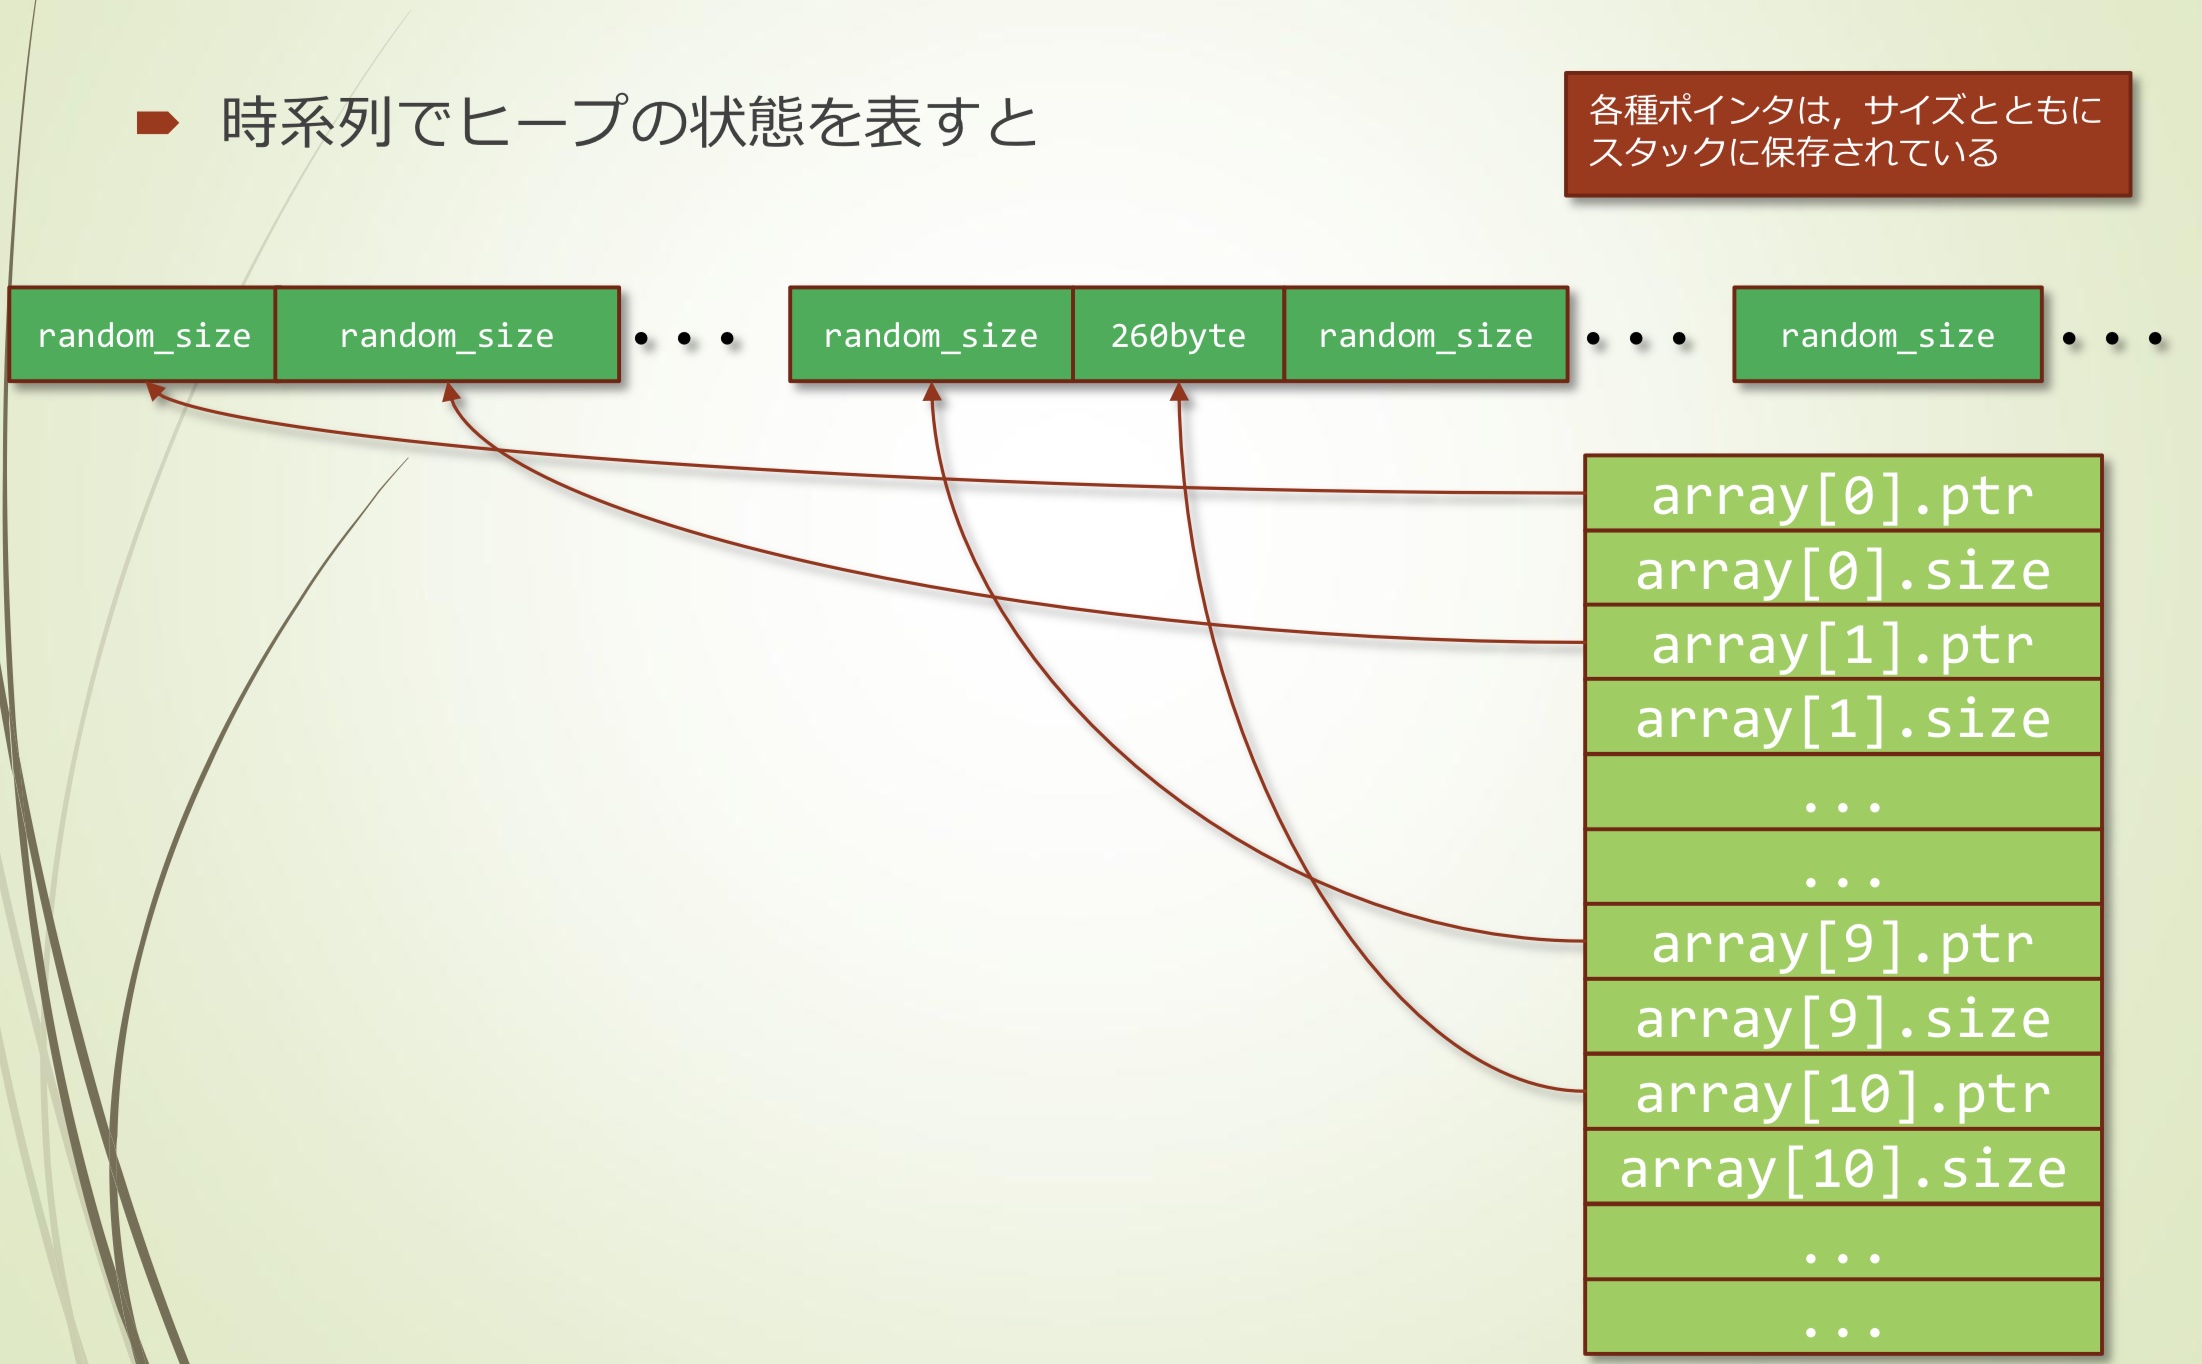 時系列でヒープの状態を表すと
各種ポインタは，サイズとともに
スタックに保存されている
random_size random_size ・・・ random_size 260byte random_size ・・・ random_size ・・・
array[0].ptr
array[0].size
array[1].ptr
array[1].size
...
...
array[9].ptr
array[9].size
array[10].ptr
array[10].size
...
...